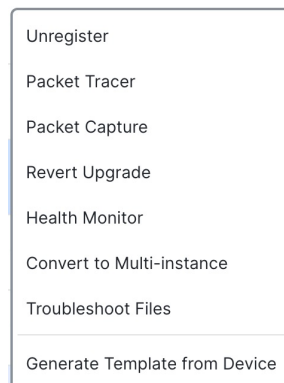 Unregister
Packet Tracer
Packet Capture
Revert Upgrade
Health Monitor
Convert to Multi-instance
Troubleshoot Files
Generate Template from Device